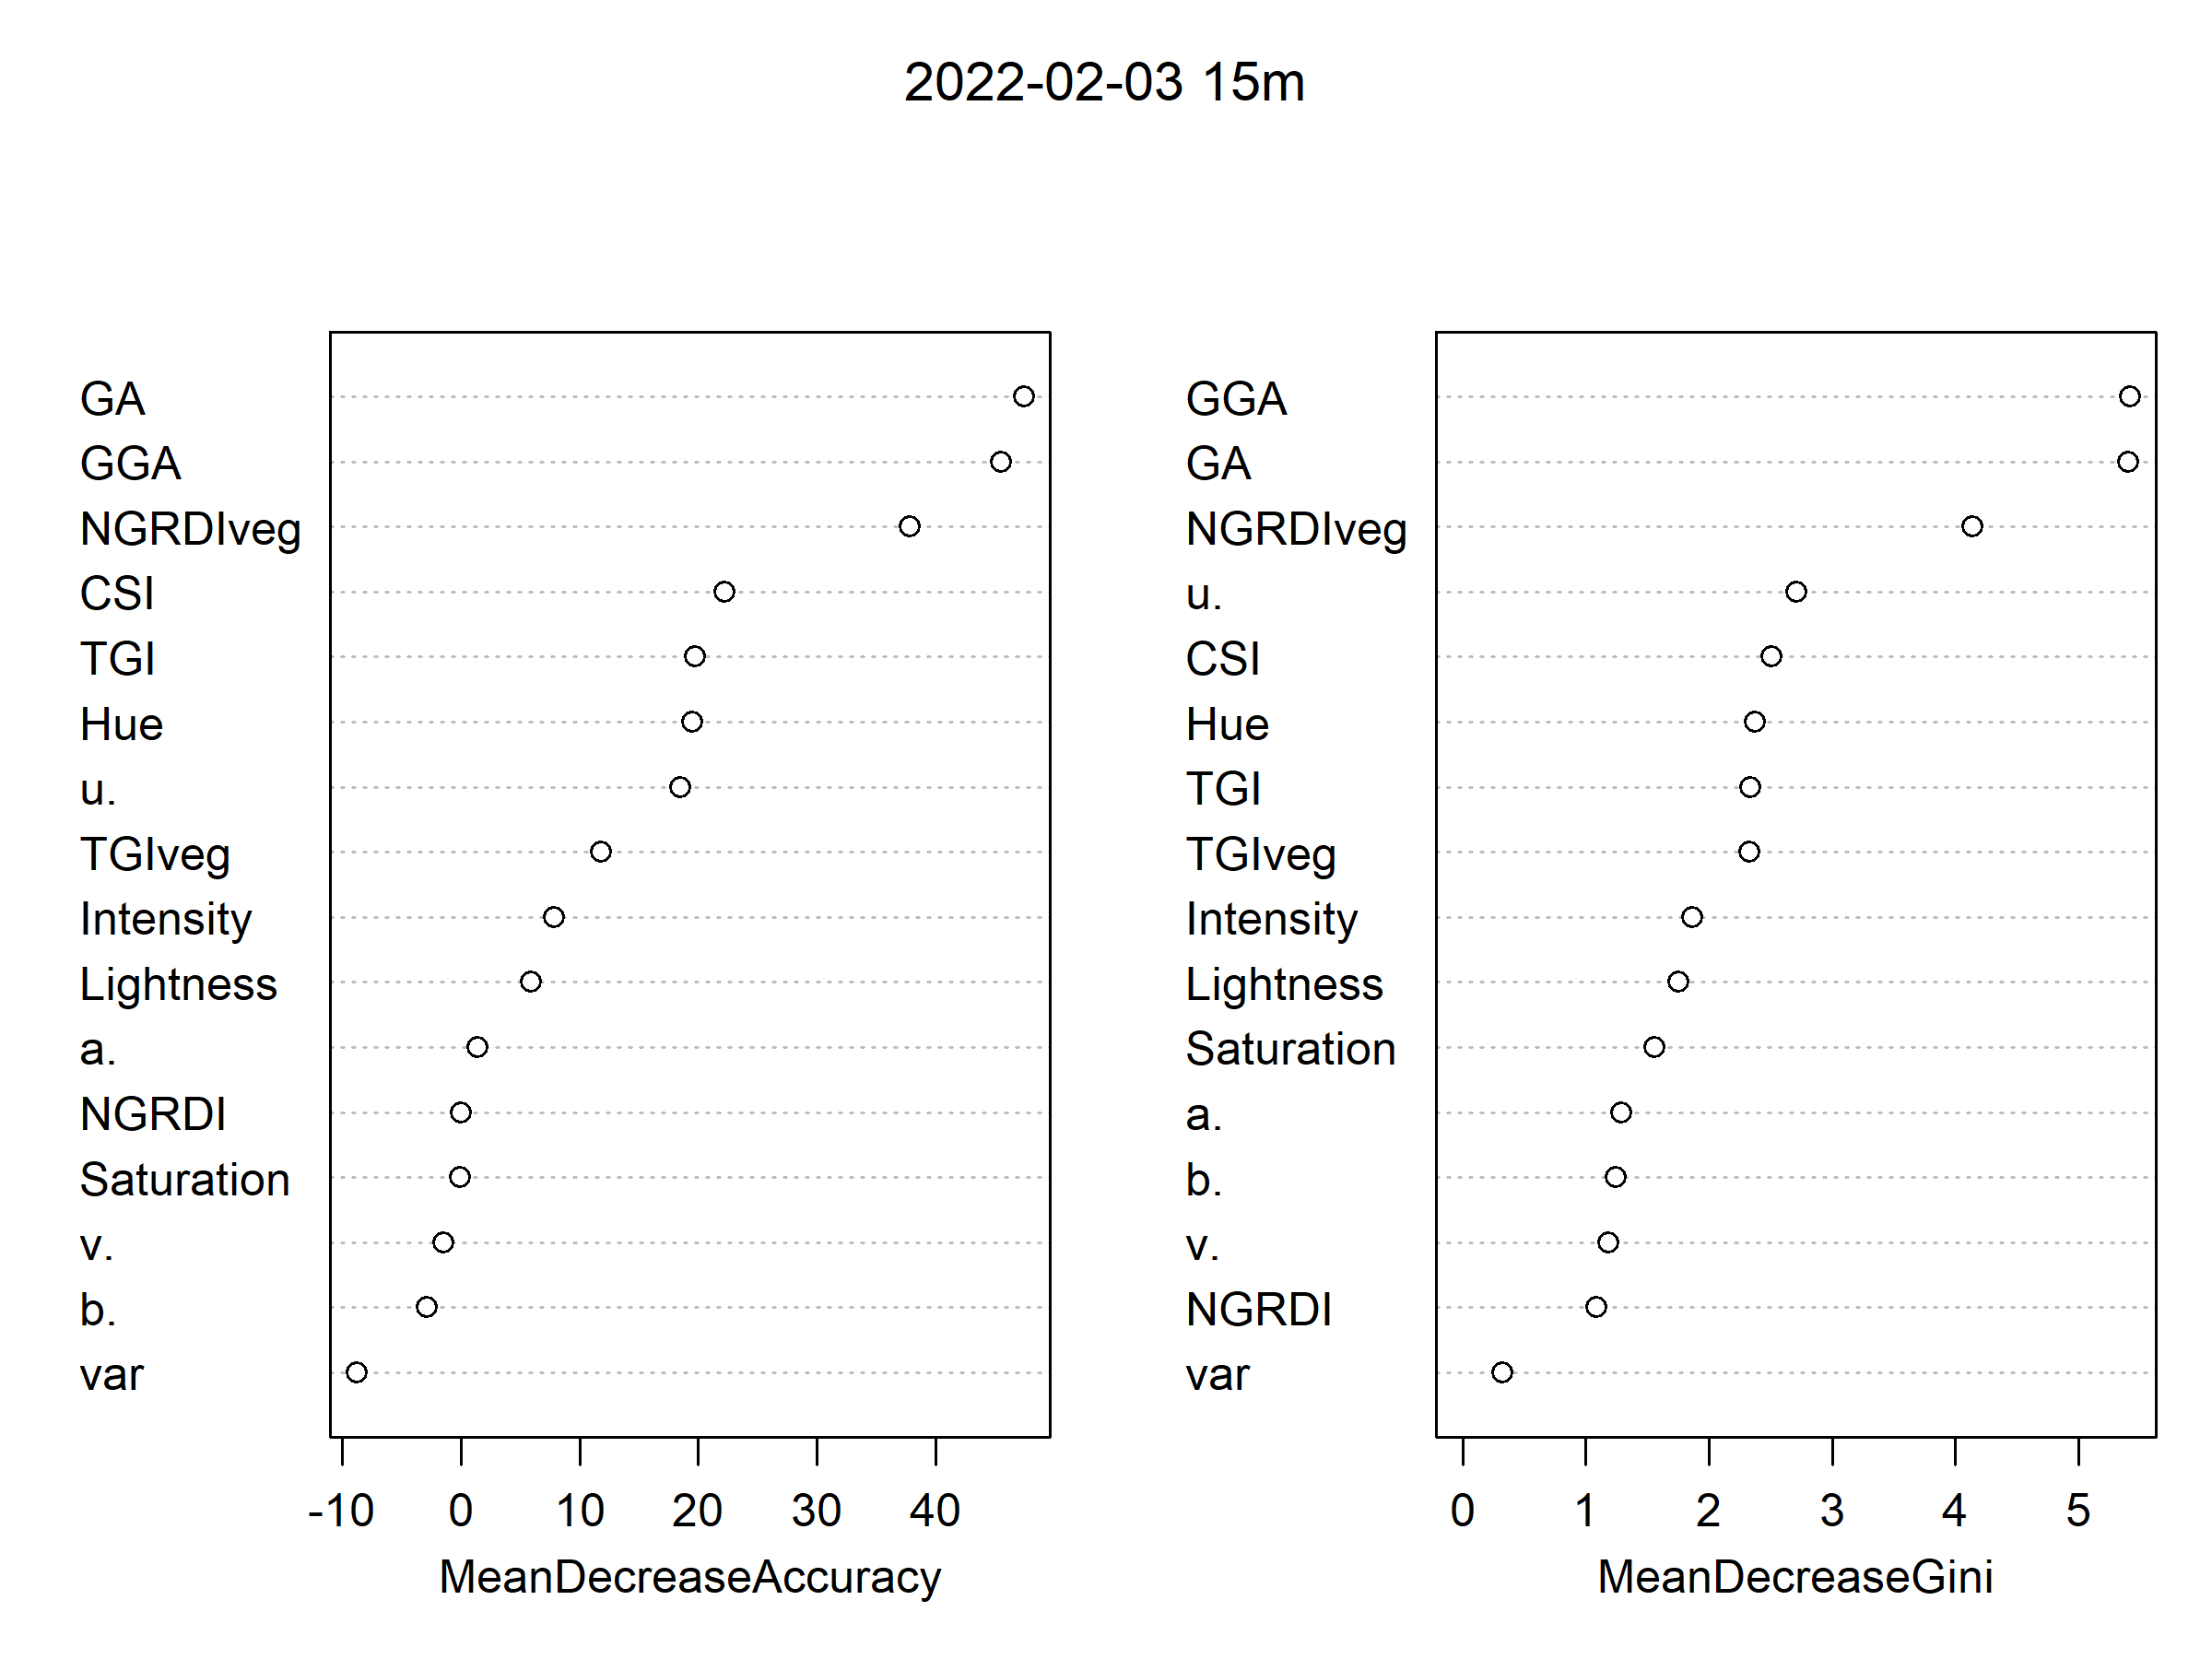 2022-02-03 15m
GA
GGA
NGRDIveg
CSI
TGI
Hue
u.
TGIveg
Intensity
Lightness
a.
NGRDI
Saturation
v.
b.
var
-10 0 10 20 30 40
MeanDecreaseAccuracy
GGA
GA
NGRDIveg
u.
CSI
Hue
TGI
TGIveg
Intensity
Lightness
Saturation
a.
b.
v.
NGRDI
var
0 1 2 3 4 5
MeanDecreaseGini